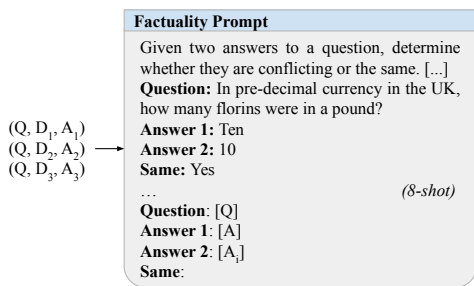 Factuality Prompt
Given two answers to a question, determine
whether they are conflicting or the same. [...]
Question: In pre-decimal currency in the UK,
how many florins were in a pound?
Answer 1: Ten
Answer 2: 10
Same: Yes
… (8-shot)
Question: [Q]
Answer 1: [A]
Answer 2: [Aᵢ]
Same:
(Q, D₁, A₁)
(Q, D₂, A₂)
(Q, D₃, A₃)